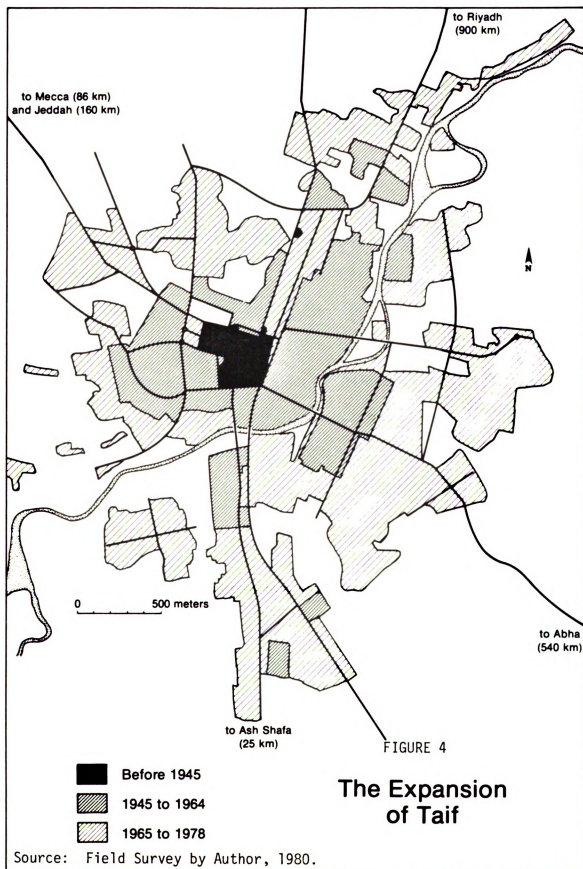 to Riyadh
(900 km)
to Mecca (86 km)
and Jeddah (160 km)
N
0 500 meters
to Abha
(540 km)
to Ash Shafa
(25 km)
FIGURE 4
Before 1945
1945 to 1964
1965 to 1978
The Expansion
of Taif
Source: Field Survey by Author, 1980.